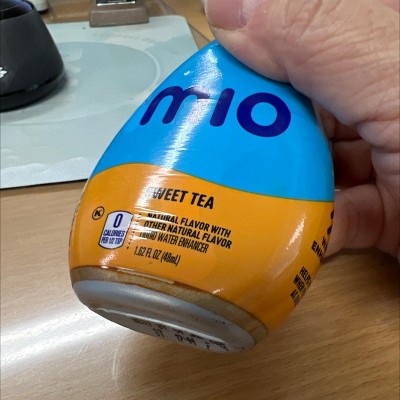 mio
SWEET TEA
K
0
CALORIES
PER 1/2 TSP
NATURAL FLAVOR WITH
OTHER NATURAL FLAVOR
LIQUID WATER ENHANCER
1.62 FL OZ (48mL)